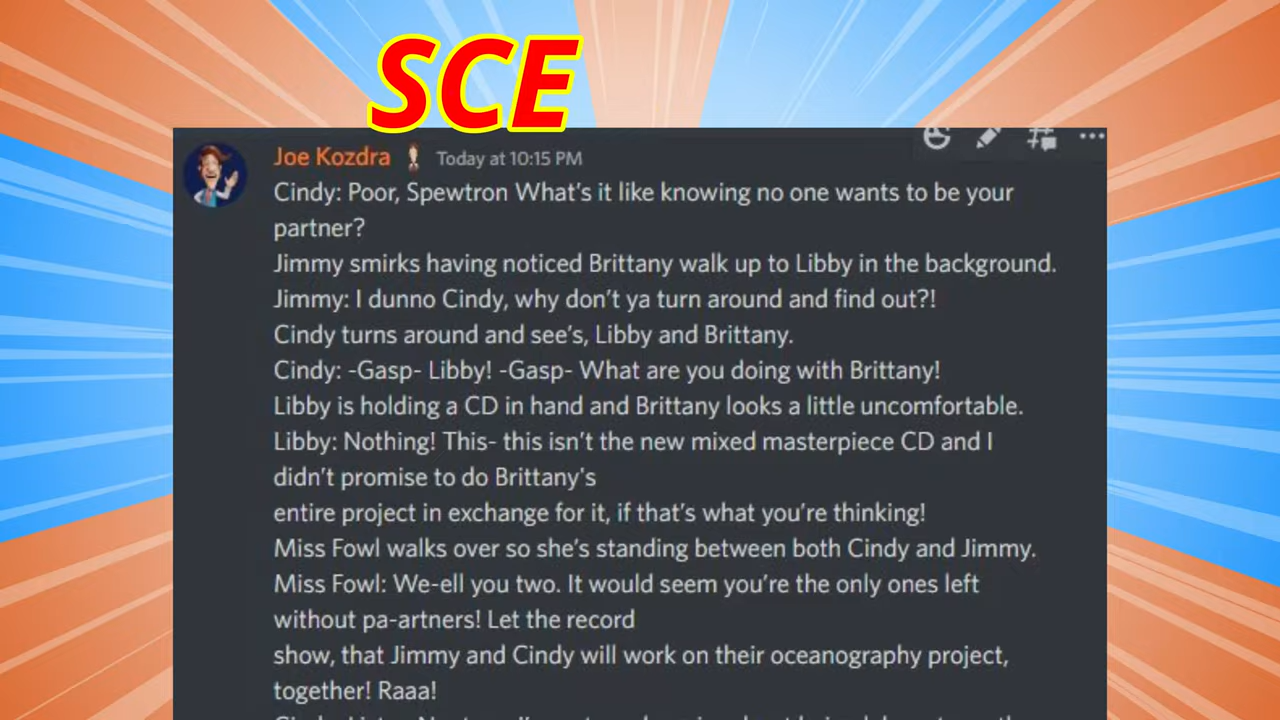 SCE
Joe Kozdra Today at 10:15 PM
Cindy: Poor, Spewtron What's it like knowing no one wants to be your
partner?
Jimmy smirks having noticed Brittany walk up to Libby in the background.
Jimmy: I dunno Cindy, why don't ya turn around and find out?!
Cindy turns around and see's, Libby and Brittany.
Cindy: -Gasp- Libby! -Gasp- What are you doing with Brittany!
Libby is holding a CD in hand and Brittany looks a little uncomfortable.
Libby: Nothing! This- this isn't the new mixed masterpiece CD and I
didn't promise to do Brittany's
entire project in exchange for it, if that's what you're thinking!
Miss Fowl walks over so she's standing between both Cindy and Jimmy.
Miss Fowl: We-ell you two. It would seem you're the only ones left
without pa-artners! Let the record
show, that Jimmy and Cindy will work on their oceanography project,
together! Raaa!